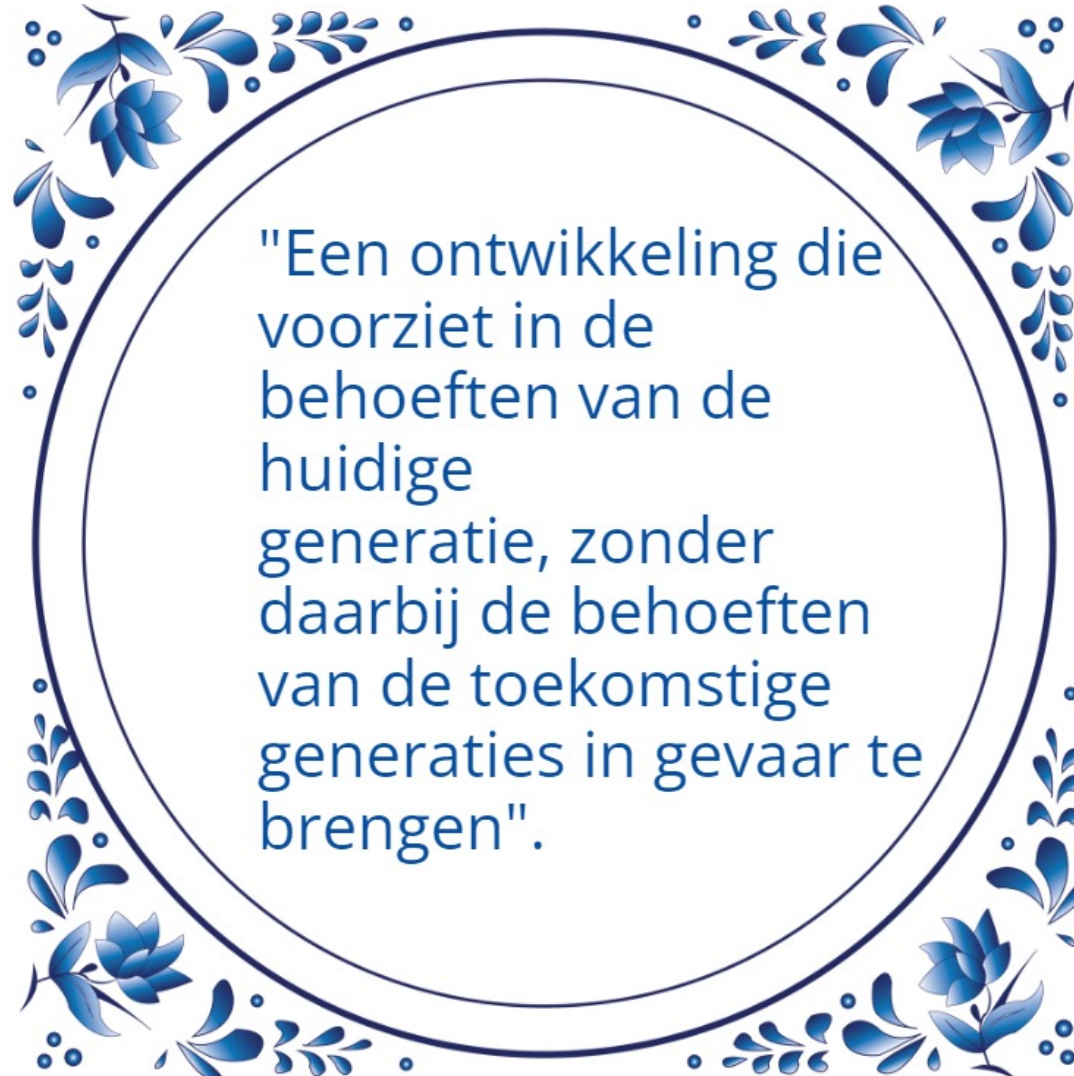 "Een ontwikkeling die
voorziet in de
behoeften van de
huidige
generatie, zonder
daarbij de behoeften
van de toekomstige
generaties in gevaar te
brengen".